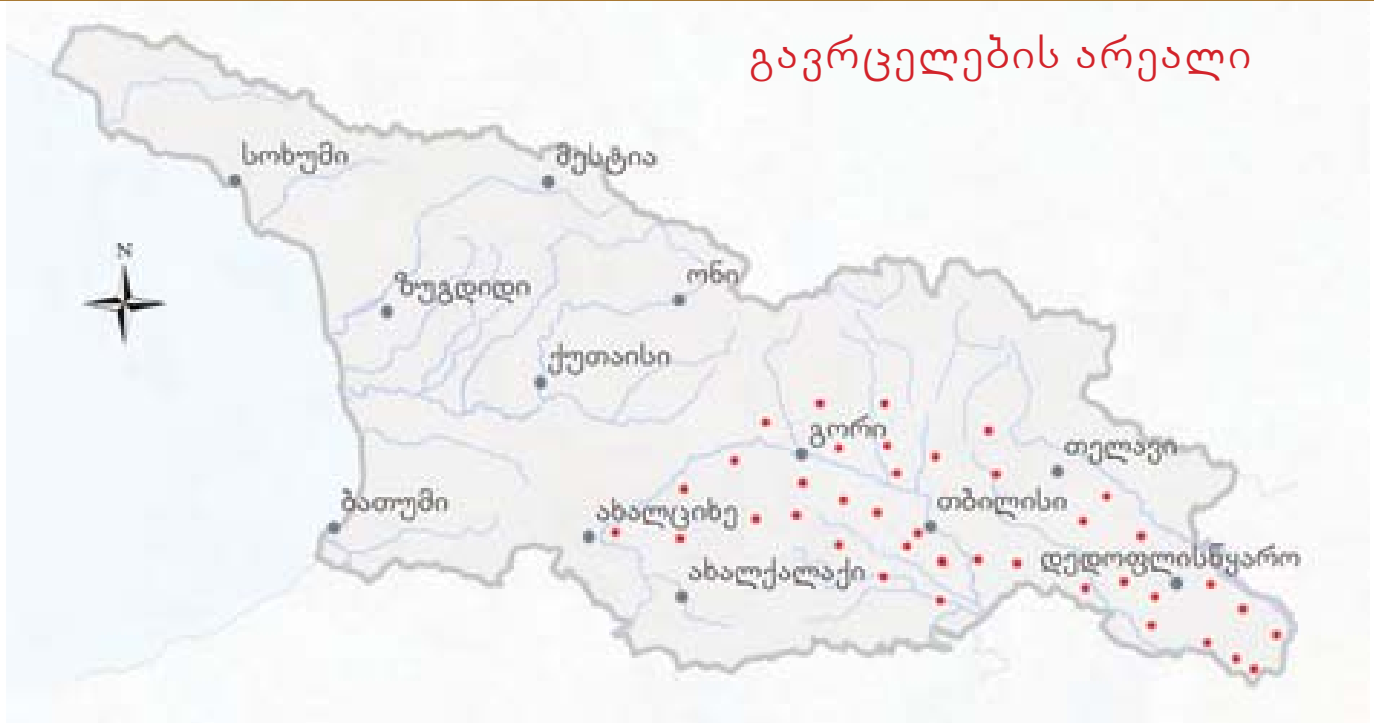 გავრცელების არეალი
სოხუმი
მესტია
N
ზუგდიდი
ონი
ქუთაისი
გორი
თელავი
ბათუმი
ახალციხე
თბილისი
ახალქალაქი
დედოფლისწყარო